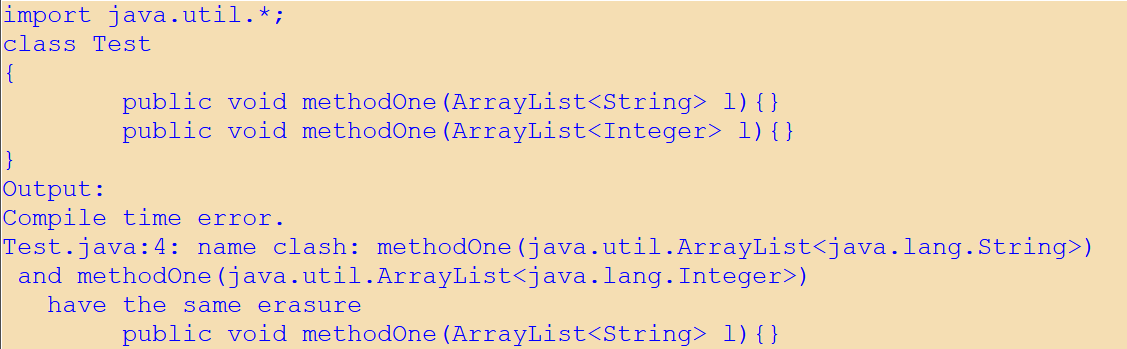 import java.util.*;
class Test
{
        public void methodOne(ArrayList<String> l){}
        public void methodOne(ArrayList<Integer> l){}
}
Output:
Compile time error.
Test.java:4: name clash: methodOne(java.util.ArrayList<java.lang.String>)
 and methodOne(java.util.ArrayList<java.lang.Integer>)
   have the same erasure
        public void methodOne(ArrayList<String> l){}